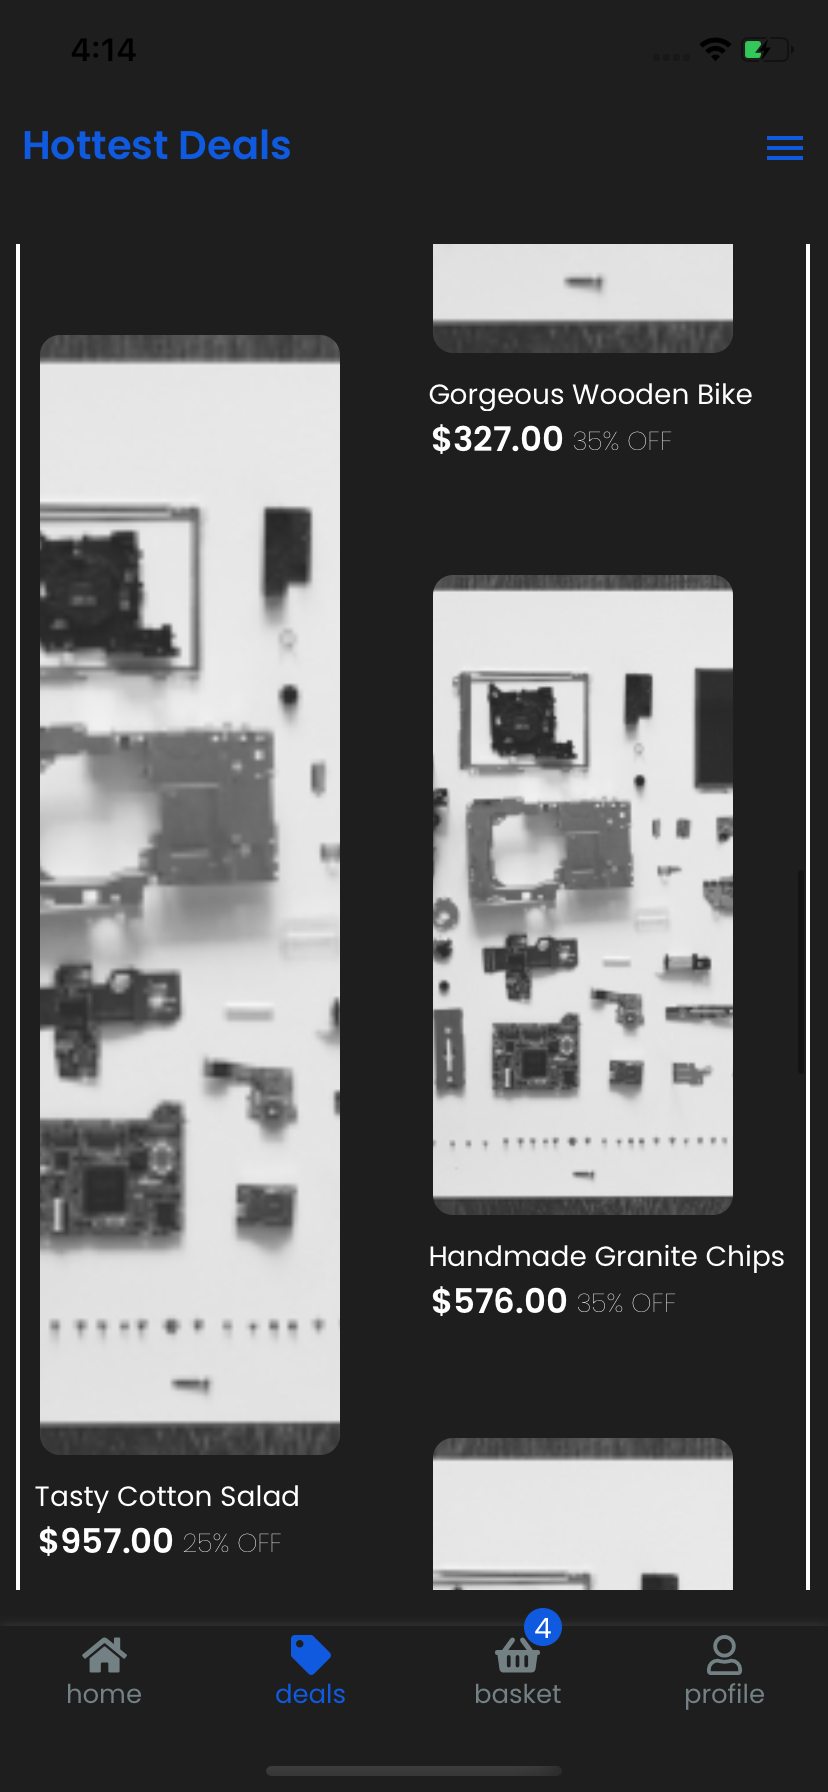 4:14
Hottest Deals
Gorgeous Wooden Bike
$327.00 35% OFF
Handmade Granite Chips
$576.00 35% OFF
Tasty Cotton Salad
$957.00 25% OFF
4
home deals basket profile